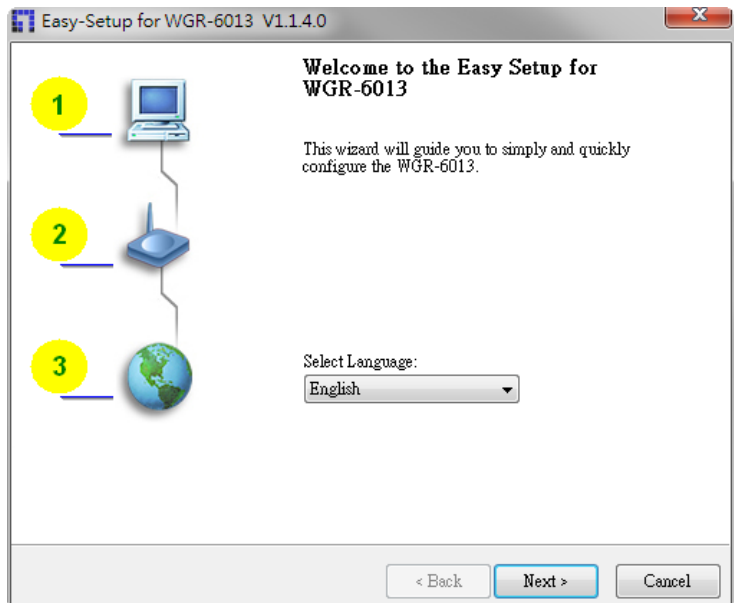 Easy-Setup for WGR-6013 V1.1.4.0
Welcome to the Easy Setup for
WGR-6013
This wizard will guide you to simply and quickly
configure the WGR-6013.
1
2
3
Select Language:
English
< Back
Next >
Cancel